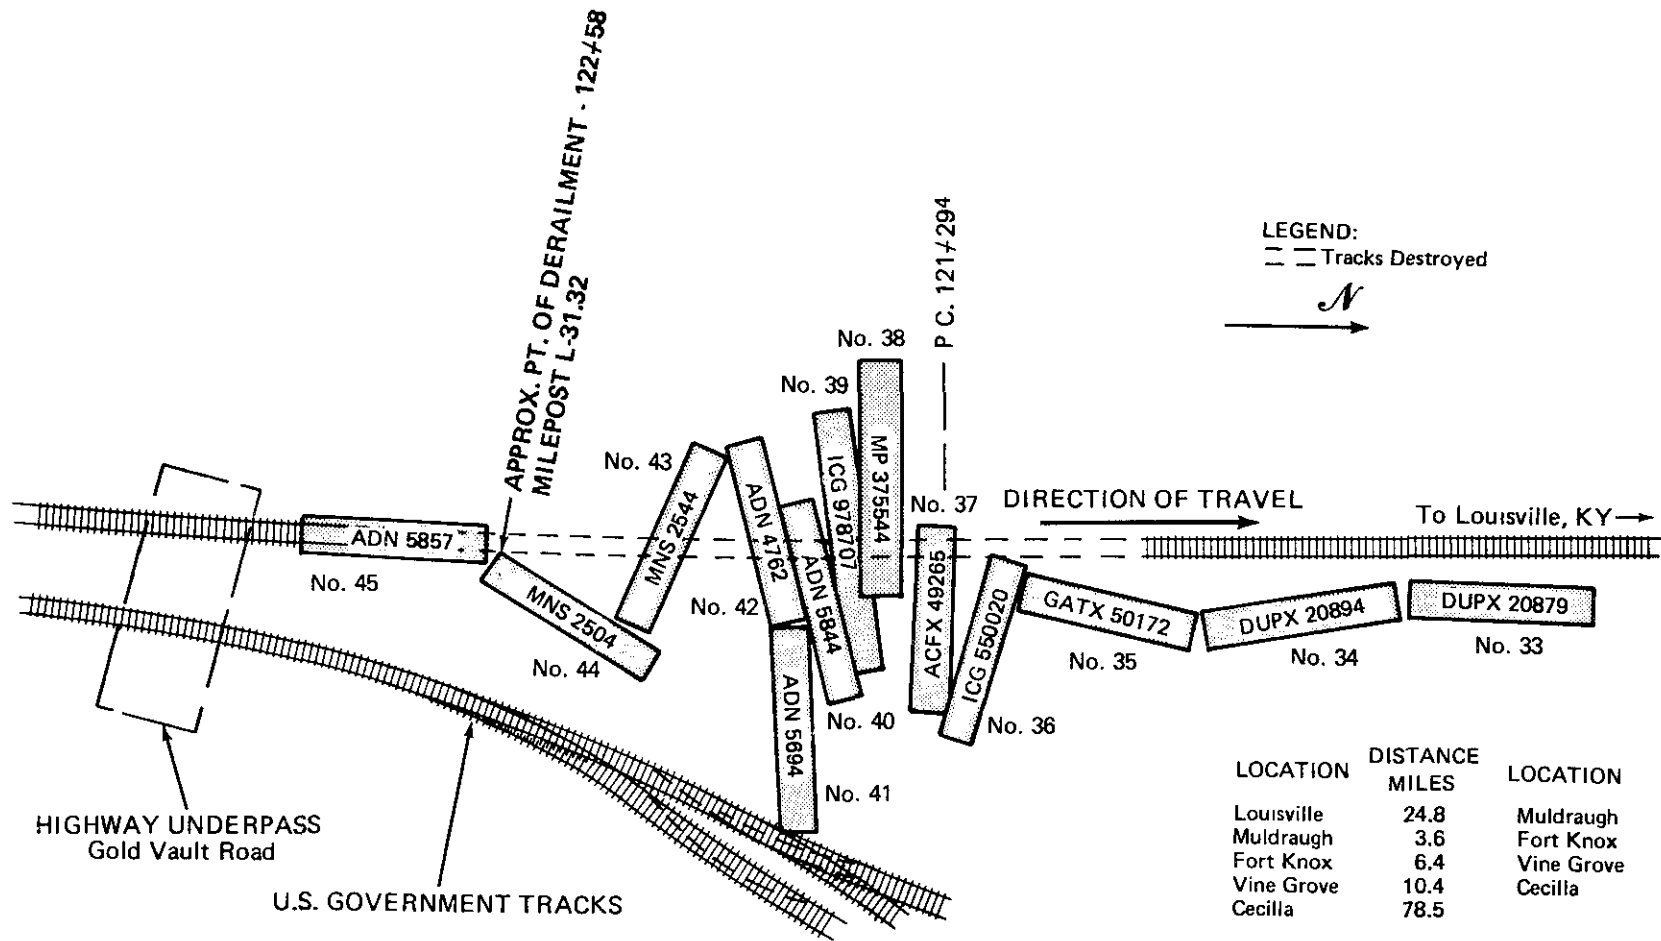 APPROX. PT. OF DERAILMENT - 122+58
MILEPOST L-31.32
P C. 121+294
LEGEND:
Tracks Destroyed
N
No. 38
No. 39
No. 43
No. 37
DIRECTION OF TRAVEL
To Louisville, KY
ADN 5857
No. 45
MNS 2504
No. 44
MNS 2544
ADN 4762
No. 42
ADN 5844
No. 40
ICG 978707
MP 375544
ADN 5694
No. 41
ACFX 49265
ICG 550020
No. 36
GATX 50172
No. 35
DUPX 20894
No. 34
DUPX 20879
No. 33
HIGHWAY UNDERPASS
Gold Vault Road
U.S. GOVERNMENT TRACKS
LOCATION DISTANCE MILES LOCATION
Louisville 24.8 Muldraugh
Muldraugh 3.6 Fort Knox
Fort Knox 6.4 Vine Grove
Vine Grove 10.4 Cecilla
Cecilla 78.5